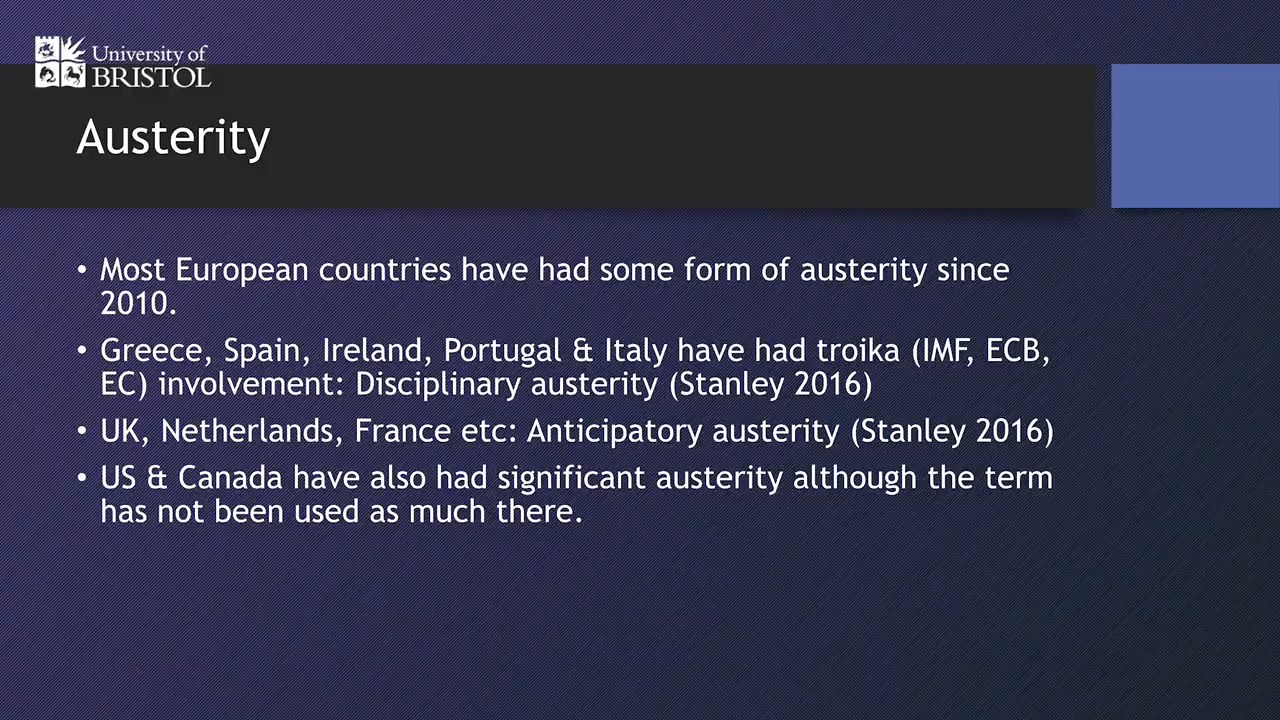 University of
BRISTOL
Austerity
• Most European countries have had some form of austerity since
2010.
• Greece, Spain, Ireland, Portugal & Italy have had troika (IMF, ECB,
EC) involvement: Disciplinary austerity (Stanley 2016)
• UK, Netherlands, France etc: Anticipatory austerity (Stanley 2016)
• US & Canada have also had significant austerity although the term
has not been used as much there.